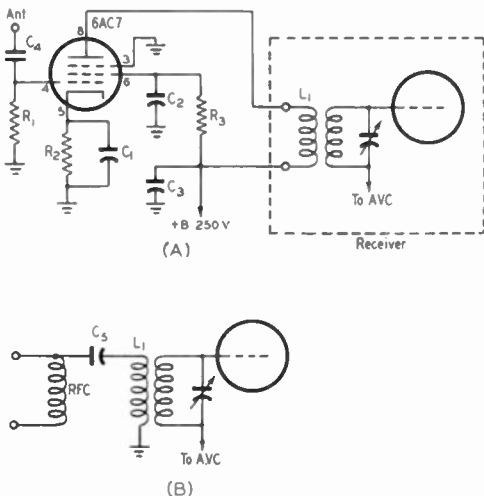 Ant
6AC7
C4
8
3
4
6
5
R1
R2
C1
C2
R3
C3
L1
+B 250V
To AVC
Receiver
(A)
C5
L1
RFC
To AVC
(B)